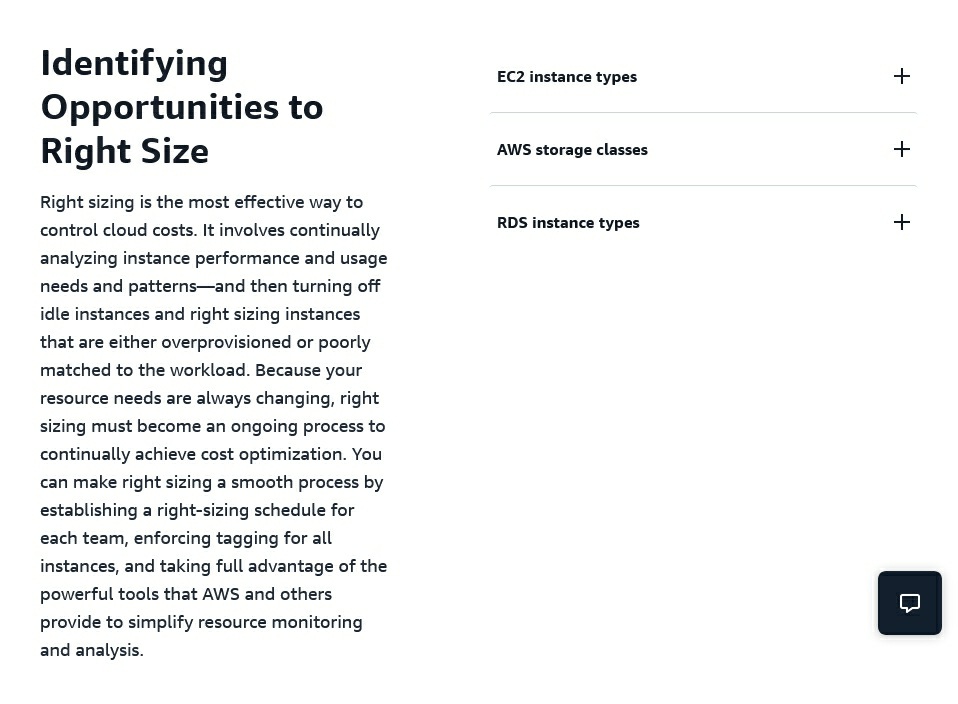 Identifying
Opportunities to
Right Size
Right sizing is the most effective way to
control cloud costs. It involves continually
analyzing instance performance and usage
needs and patterns—and then turning off
idle instances and right sizing instances
that are either overprovisioned or poorly
matched to the workload. Because your
resource needs are always changing, right
sizing must become an ongoing process to
continually achieve cost optimization. You
can make right sizing a smooth process by
establishing a right-sizing schedule for
each team, enforcing tagging for all
instances, and taking full advantage of the
powerful tools that AWS and others
provide to simplify resource monitoring
and analysis.
EC2 instance types
AWS storage classes
RDS instance types